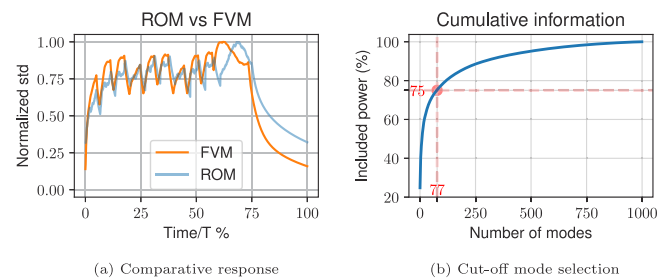 ROM vs FVM
1.00
0.75
0.50
0.25
0.00
Normalized std
FVM
ROM
0 25 50 75 100
Time/T %
(a) Comparative response
Cumulative information
100
80
60
40
20
75
77
Included power (%)
0 250 500 750 1000
Number of modes
(b) Cut-off mode selection